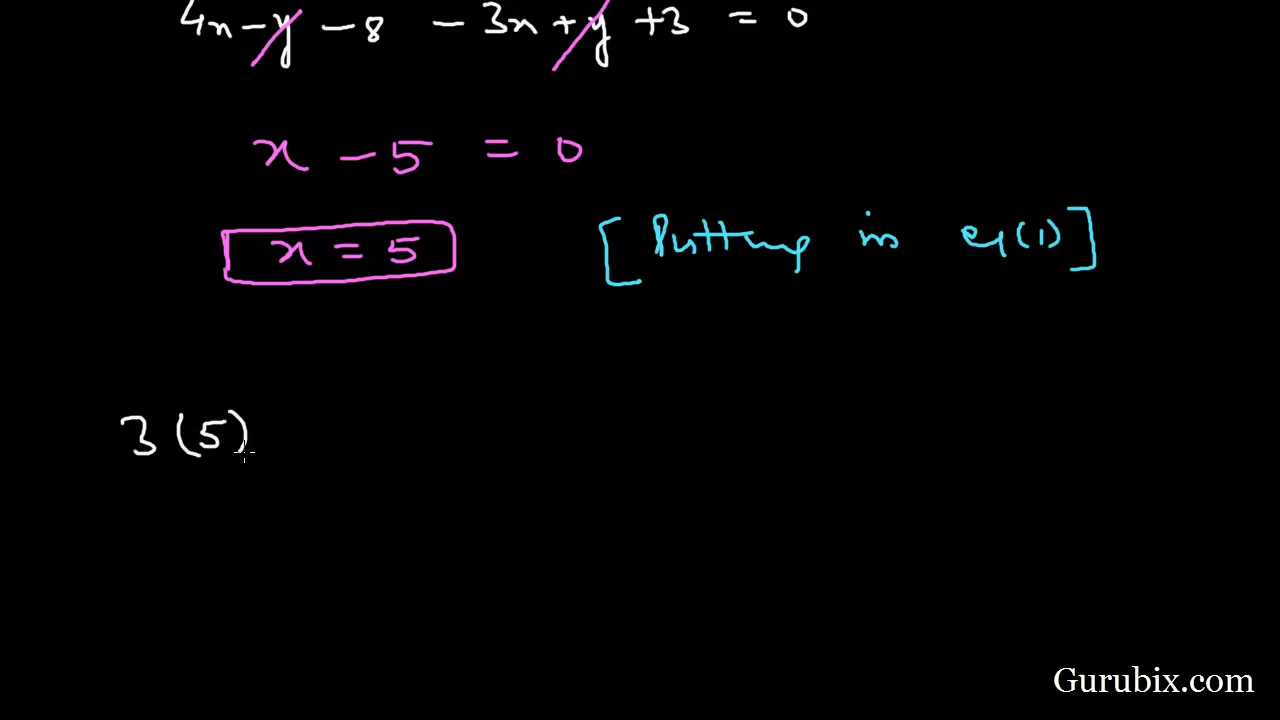 4x - y - 8 - 3x + y + 3 = 0
x - 5 = 0
x = 5 [Putting in eq(1)]
3(5)
Gurubix.com